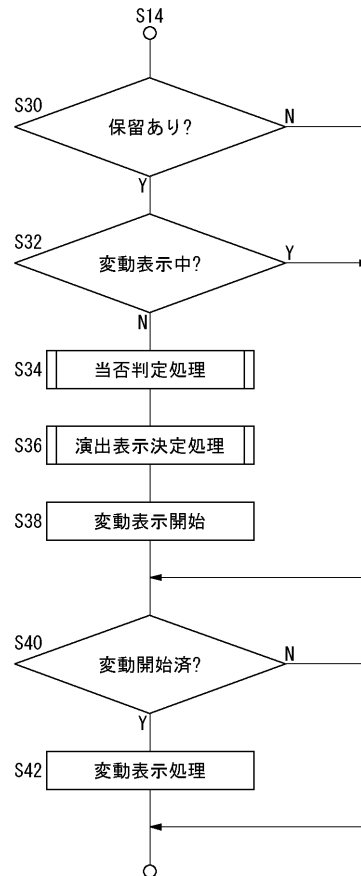 S14
S30
保留あり?
N
Y
S32
変動表示中?
Y
N
S34
当否判定処理
S36
演出表示決定処理
S38
変動表示開始
S40
変動開始済?
N
Y
S42
変動表示処理